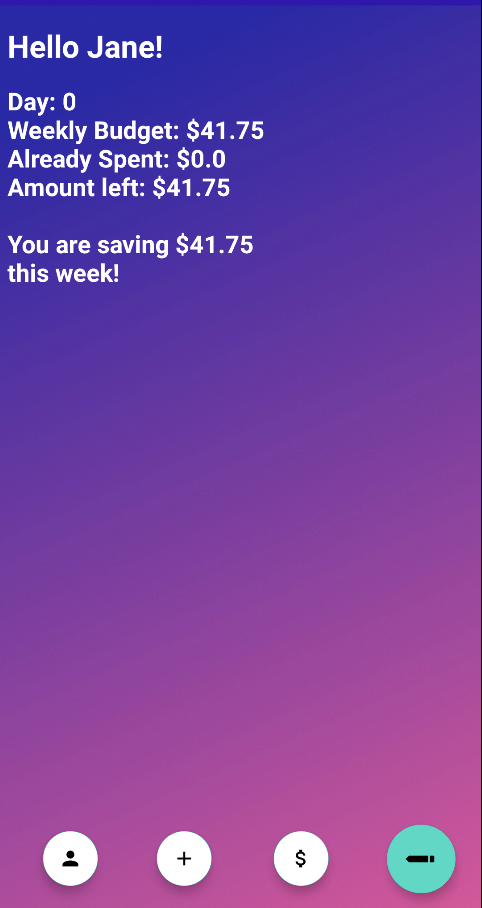 Hello Jane!
Day: 0
Weekly Budget: $41.75
Already Spent: $0.0
Amount left: $41.75
You are saving $41.75
this week!
+
$